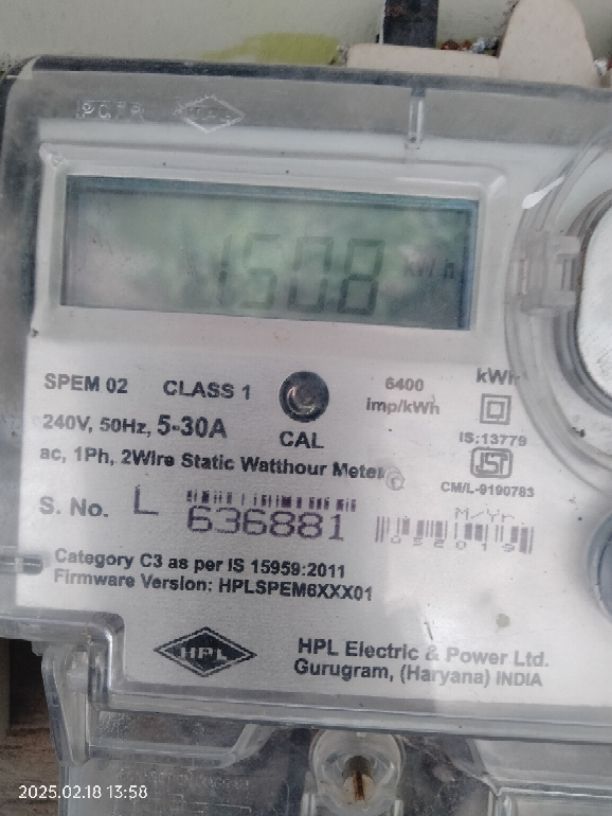 1508 kWh
SPEM 02 CLASS 1
6400
imp/kWh
kWh
240V, 50Hz, 5-30A
CAL
IS:13779
ac, 1Ph, 2Wire Static Watthour Meter
ISI
CM/L-9190783
S. No. L 636881
M/Yr.
032019
Category C3 as per IS 15959:2011
Firmware Version: HPLSPEM6XXX01
HPL
HPL Electric & Power Ltd.
Gurugram, (Haryana) INDIA
2025.02.18 13:58